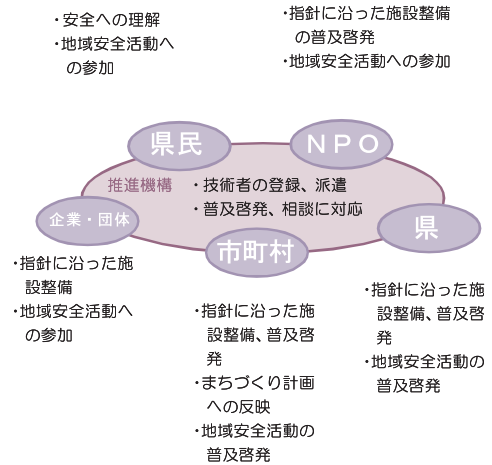 ・安全への理解
・地域安全活動へ
の参加
・指針に沿った施設整備
の普及啓発
・地域安全活動への参加
県民
ＮＰＯ
推進機構
・技術者の登録、派遣
・普及啓発、相談に対応
企業・団体
県
市町村
・指針に沿った施
設整備
・地域安全活動へ
の参加
・指針に沿った施
設整備、普及啓
発
・まちづくり計画
への反映
・地域安全活動の
普及啓発
・指針に沿った施
設整備、普及啓
発
・地域安全活動の
普及啓発